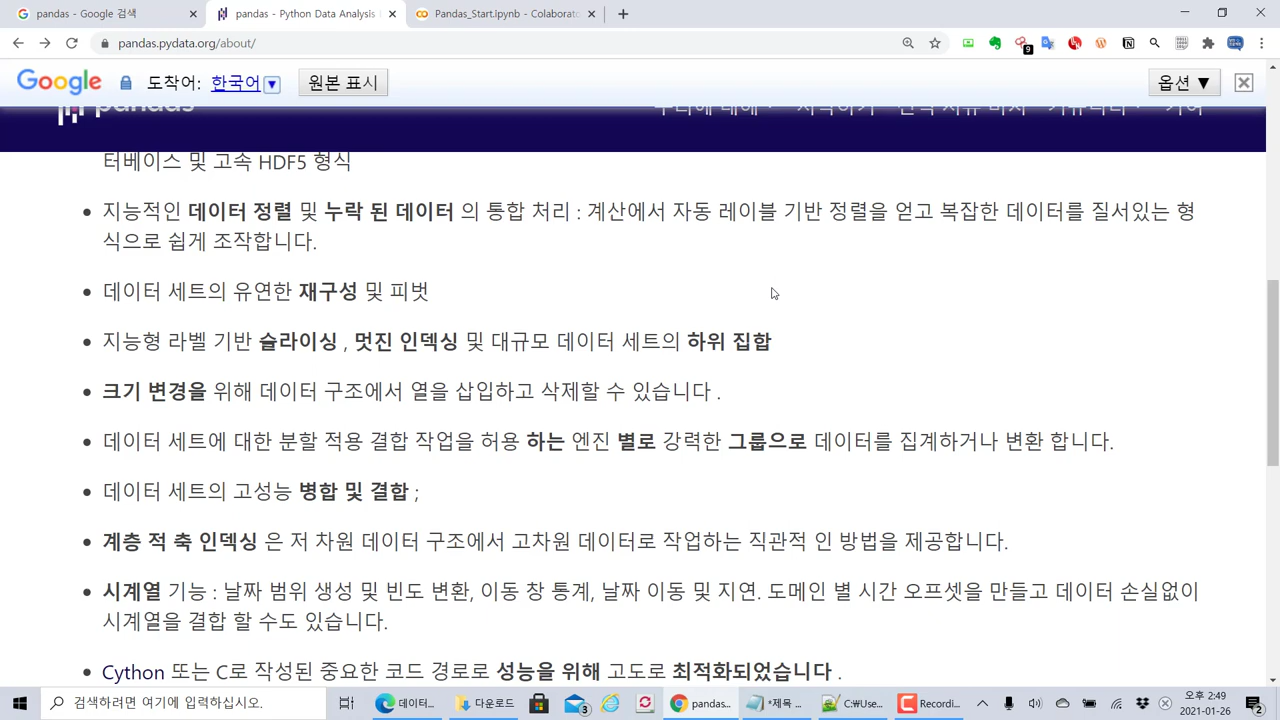 pandas - Google 검색
pandas - Python Data Analysis
Pandas_Start.ipynb - Colaborato
pandas.pydata.org/about/
9
Google 도착어: 한국어 ▼ 원본 표시 옵션 ▼
pandas
터베이스 및 고속 HDF5 형식
• 지능적인 데이터 정렬 및 누락 된 데이터 의 통합 처리 : 계산에서 자동 레이블 기반 정렬을 얻고 복잡한 데이터를 질서있는 형
식으로 쉽게 조작합니다.
• 데이터 세트의 유연한 재구성 및 피벗
• 지능형 라벨 기반 슬라이싱 , 멋진 인덱싱 및 대규모 데이터 세트의 하위 집합
• 크기 변경을 위해 데이터 구조에서 열을 삽입하고 삭제할 수 있습니다 .
• 데이터 세트에 대한 분할 적용 결합 작업을 허용 하는 엔진 별로 강력한 그룹으로 데이터를 집계하거나 변환 합니다.
• 데이터 세트의 고성능 병합 및 결합 ;
• 계층 적 축 인덱싱 은 저 차원 데이터 구조에서 고차원 데이터로 작업하는 직관적 인 방법을 제공합니다.
• 시계열 기능 : 날짜 범위 생성 및 빈도 변환, 이동 창 통계, 날짜 이동 및 지연. 도메인 별 시간 오프셋을 만들고 데이터 손실없이
시계열을 결합 할 수도 있습니다.
• Cython 또는 C로 작성된 중요한 코드 경로로 성능을 위해 고도로 최적화되었습니다 .
검색하려면 여기에 입력하십시오. 데이터... 다운로드 3 pandas... *제목 ... C:₩Use... Recordi... 오후 2:49
2021-01-26
2